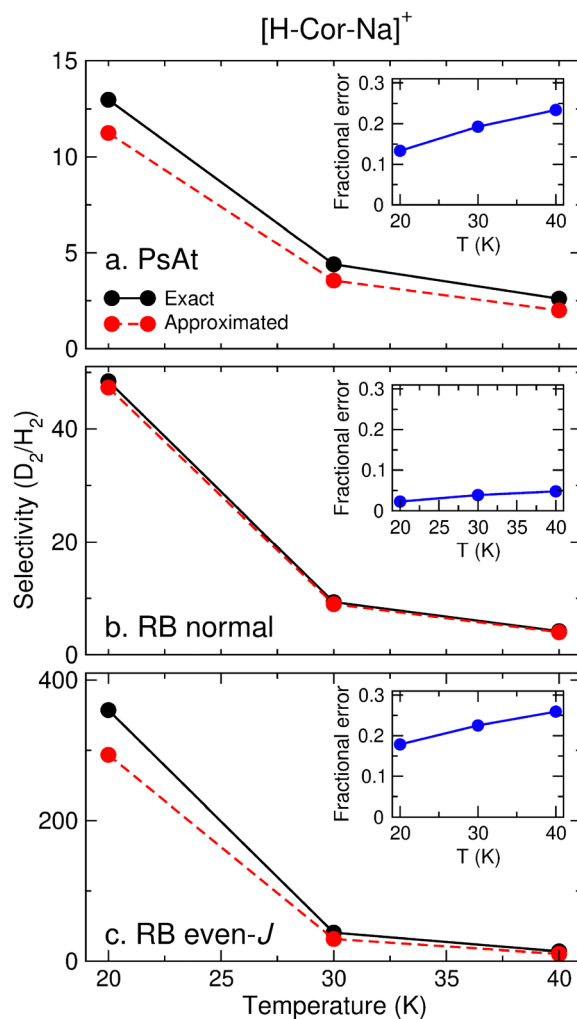 [H-Cor-Na]⁺
15
10
5
0
a. PsAt
Exact
Approximated
0.3
0.2
0.1
0
Fractional error
20 30 40
T (K)
40
20
0
Selectivity (D₂/H₂)
b. RB normal
0.3
0.2
0.1
0
Fractional error
20 25 30 35 40
T (K)
400
200
0
c. RB even-J
0.3
0.2
0.1
0
Fractional error
20 30 40
T (K)
20 25 30 35 40
Temperature (K)